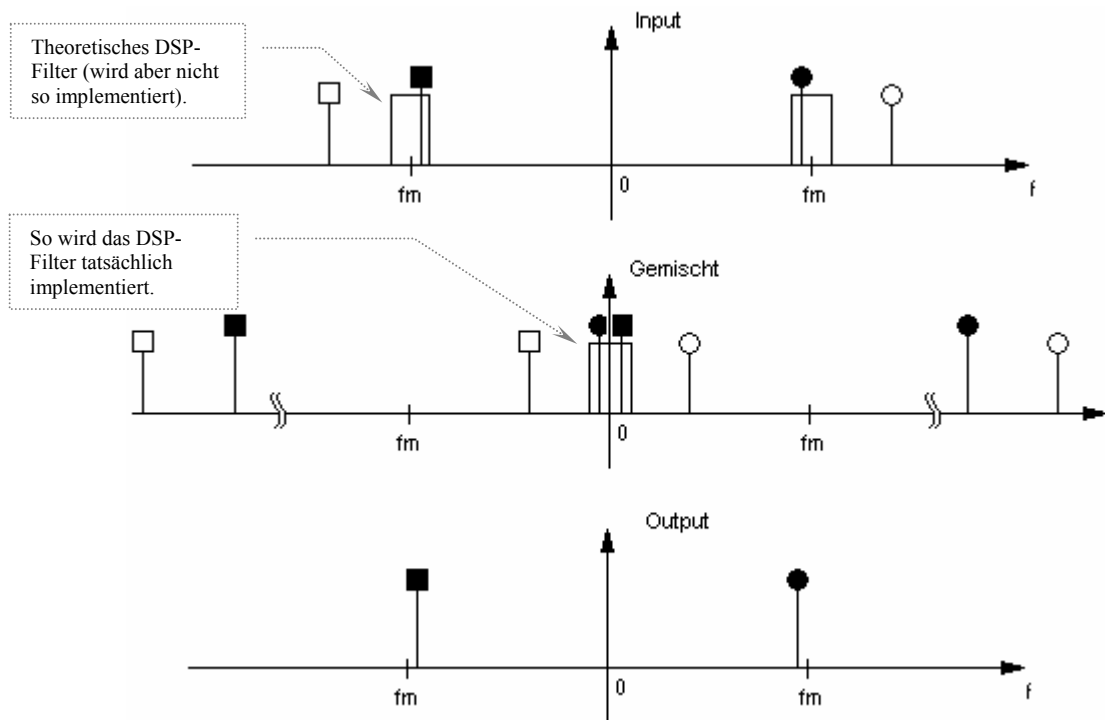 Input
Theoretisches DSP-
Filter (wird aber nicht
so implementiert).
fm
0
fm
f
So wird das DSP-
Filter tatsächlich
implementiert.
Gemischt
fm
0
fm
Output
fm
0
fm
f